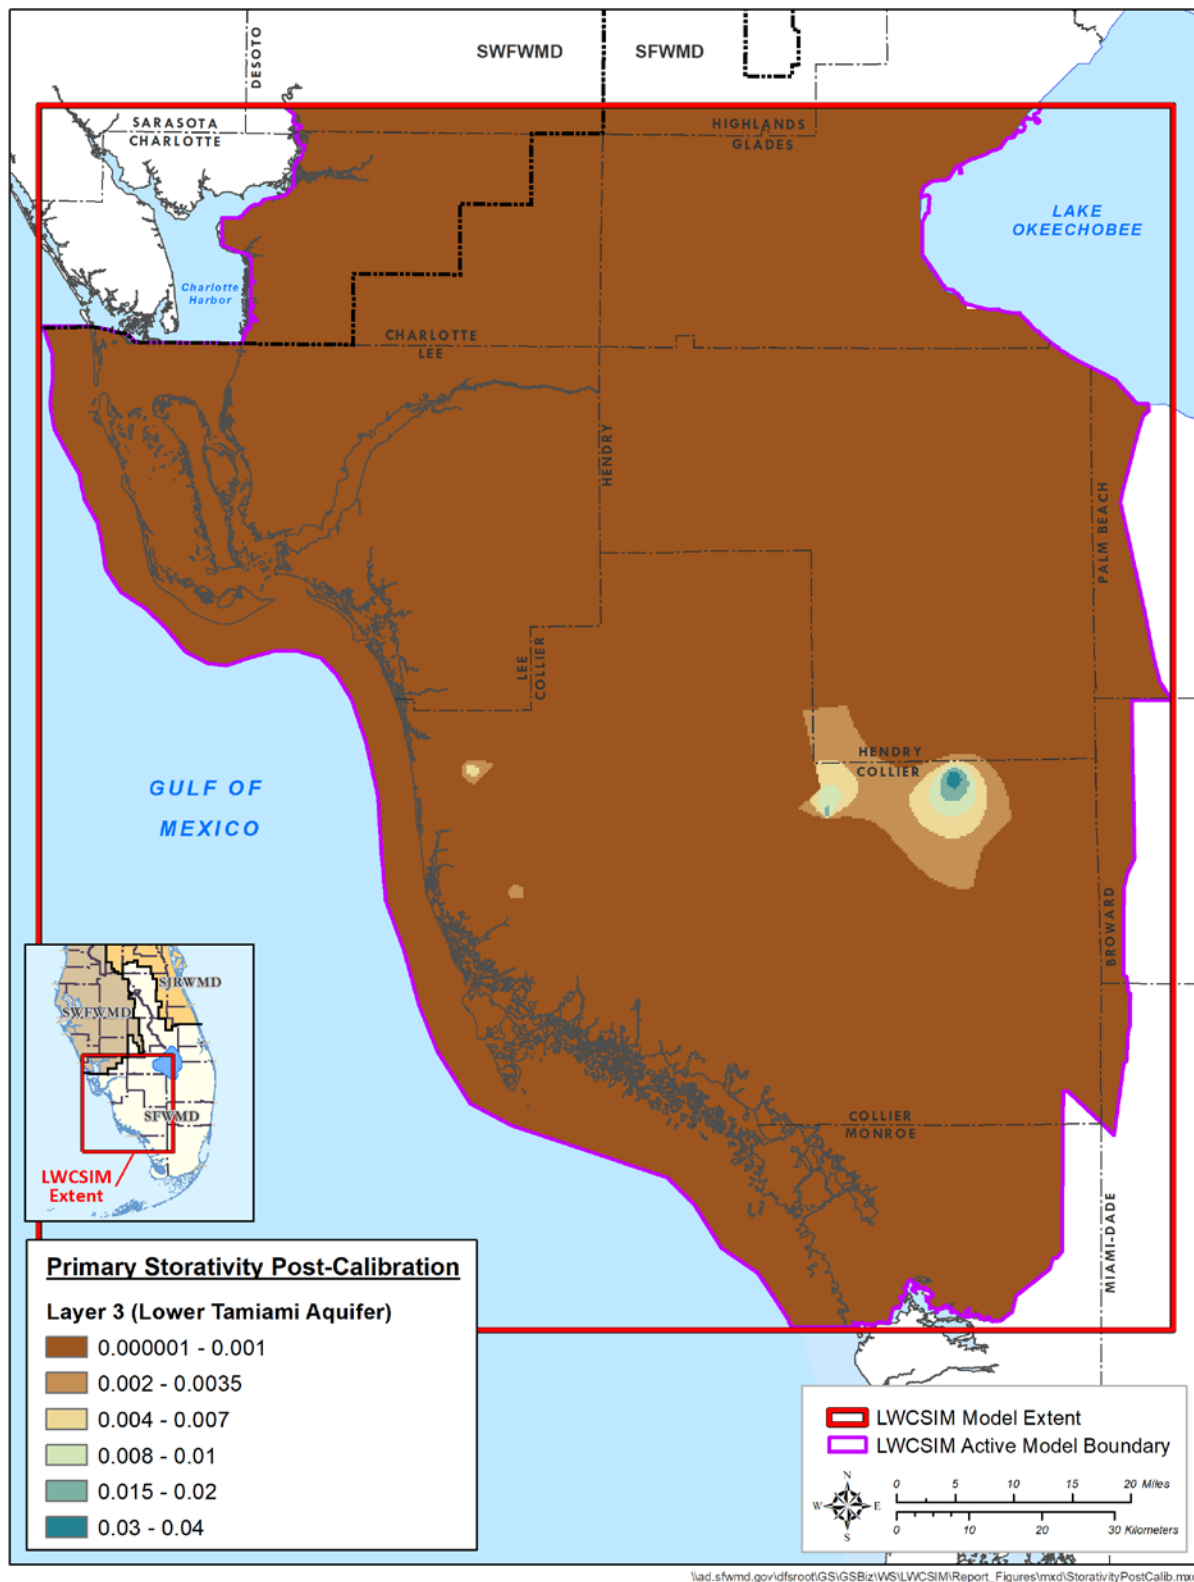 DESOTO
SWFWMD
SFWMD
SARASOTA
CHARLOTTE
HIGHLANDS
GLADES
LAKE
OKEECHOBEE
Charlotte
Harbor
CHARLOTTE
LEE
HENDRY
PALM BEACH
LEE
COLLIER
HENDRY
COLLIER
GULF OF
MEXICO
BROWARD
SJRWMD
SWFWMD
SFWMD
LWCSIM
Extent
COLLIER
MONROE
MIAMI-DADE
Primary Storativity Post-Calibration
Layer 3 (Lower Tamiami Aquifer)
0.000001 - 0.001
0.002 - 0.0035
0.004 - 0.007
0.008 - 0.01
0.015 - 0.02
0.03 - 0.04
LWCSIM Model Extent
LWCSIM Active Model Boundary
N
W E
S
0 5 10 15 20 Miles
0 10 20 30 Kilometers
\\ad.sfwmd.gov\dfsroot\GS\GSBiz\WS\LWCSIM\Report_Figures\mxd\StorativityPostCalib.mxd